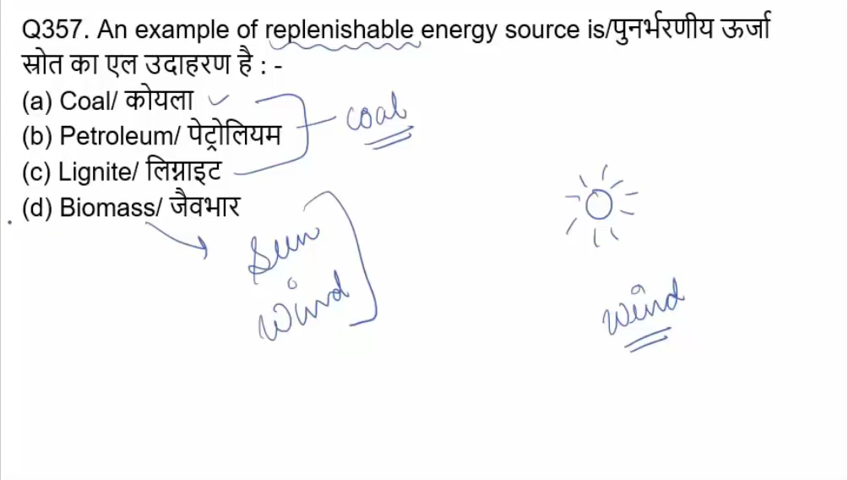 Q357. An example of replenishable energy source is/पुनर्भरणीय ऊर्जा
स्रोत का एल उदाहरण है : -
(a) Coal/ कोयला
(b) Petroleum/ पेट्रोलियम
coal
(c) Lignite/ लिग्नाइट
(d) Biomass/ जैवभार
Sun
wind
wind